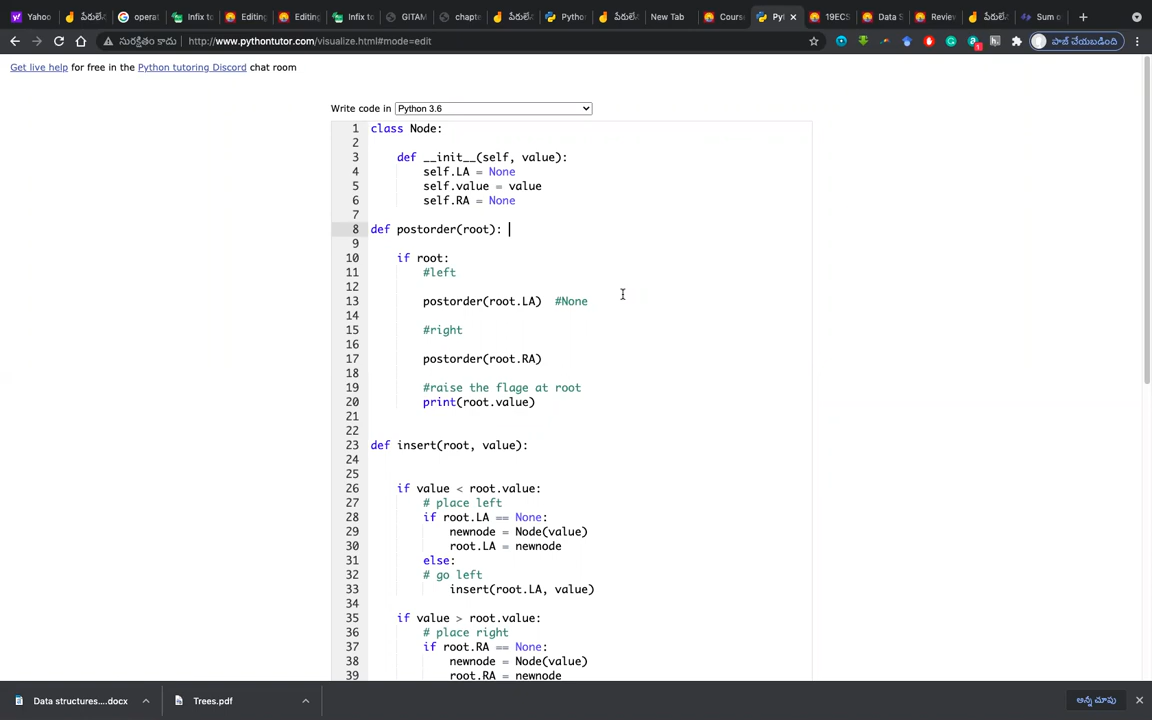 Yahoo
పేరులే
operat
Infix to
Editing
Editing
Infix to
GITAM
chapte
పేరులే
Pytho
పేరులే
New Tab
Cours
Pyt
19ECS
Data S
Review
పేరులే
Sum o
సురక్షితం కాదు
http://www.pythontutor.com/visualize.html#mode=edit
పాజ్ చేయబడింది
Get live help for free in the Python tutoring Discord chat room
Write code in Python 3.6
1 class Node:
2
3     def __init__(self, value):
4         self.LA = None
5         self.value = value
6         self.RA = None
7
8 def postorder(root):
9
10     if root:
11         #left
12
13         postorder(root.LA)  #None
14
15         #right
16
17         postorder(root.RA)
18
19         #raise the flage at root
20         print(root.value)
21
22
23 def insert(root, value):
24
25
26     if value < root.value:
27         # place left
28         if root.LA == None:
29             newnode = Node(value)
30             root.LA = newnode
31         else:
32         # go left
33             insert(root.LA, value)
34
35     if value > root.value:
36         # place right
37         if root.RA == None:
38             newnode = Node(value)
39             root.RA = newnode
Data structures....docx
Trees.pdf
అన్నీ చూపు